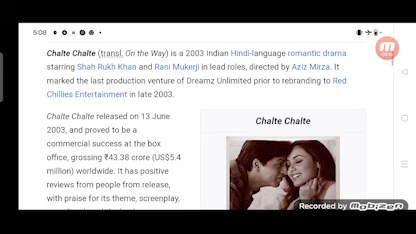 5:08
Chalte Chalte (transl. On the Way) is a 2003 Indian Hindi-language romantic drama
starring Shah Rukh Khan and Rani Mukerji in lead roles, directed by Aziz Mirza. It
marked the last production venture of Dreamz Unlimited prior to rebranding to Red
Chillies Entertainment in late 2003.
Chalte Chalte released on 13 June
2003, and proved to be a
commercial success at the box
office, grossing ₹43.38 crore (US$5.4
million) worldwide. It has positive
reviews from people from release,
with praise for its theme, screenplay,
Chalte Chalte
Recorded by MOBIZEN